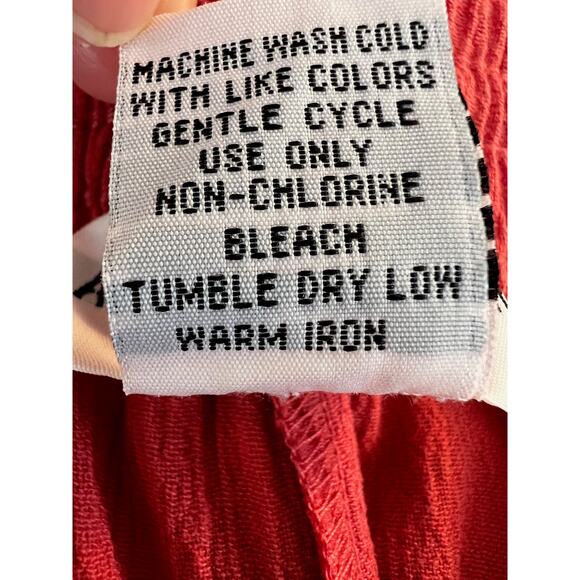 MACHINE WASH COLD
WITH LIKE COLORS
GENTLE CYCLE
USE ONLY
NON-CHLORINE
BLEACH
TUMBLE DRY LOW
WARM IRON